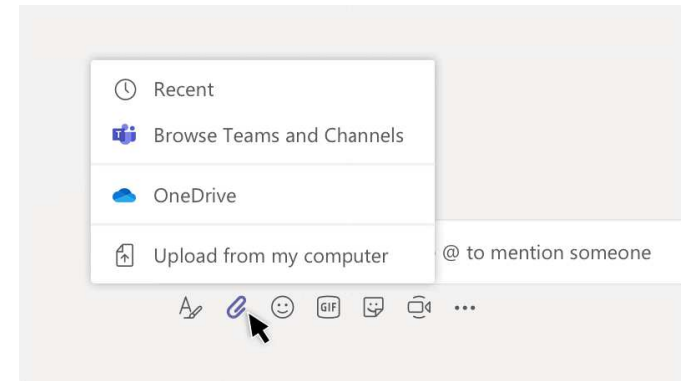 Recent
Browse Teams and Channels
OneDrive
Upload from my computer
@ to mention someone
GIF